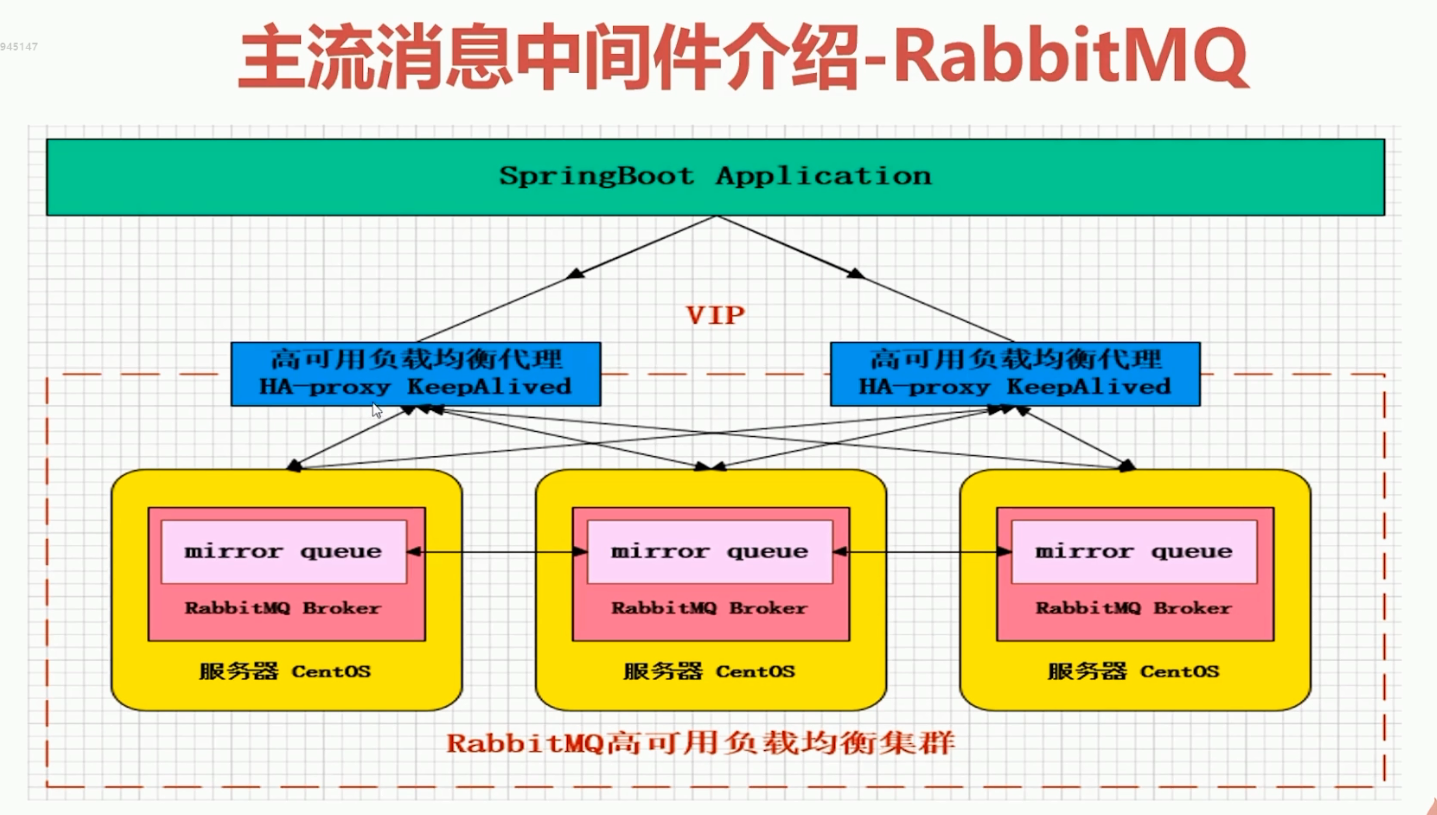 945147
主流消息中间件介绍-RabbitMQ
SpringBoot Application
VIP
高可用负载均衡代理
HA-proxy KeepAlived
高可用负载均衡代理
HA-proxy KeepAlived
mirror queue
RabbitMQ Broker
服务器 CentOS
mirror queue
RabbitMQ Broker
服务器 CentOS
mirror queue
RabbitMQ Broker
服务器 CentOS
RabbitMQ高可用负载均衡集群